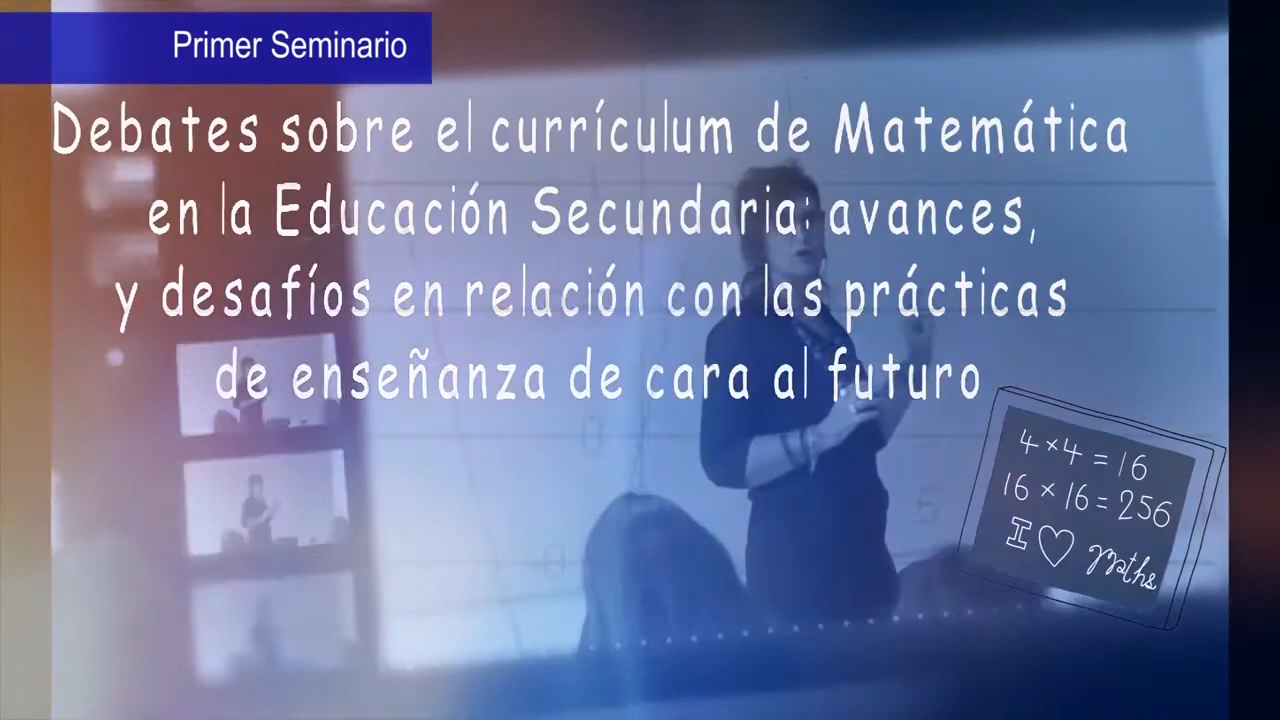 Primer Seminario
Debates sobre el currículum de Matemática
en la Educación Secundaria: avances,
y desafíos en relación con las prácticas
de enseñanza de cara al futuro
4 × 4 = 16
16 × 16 = 256
I ♡ maths